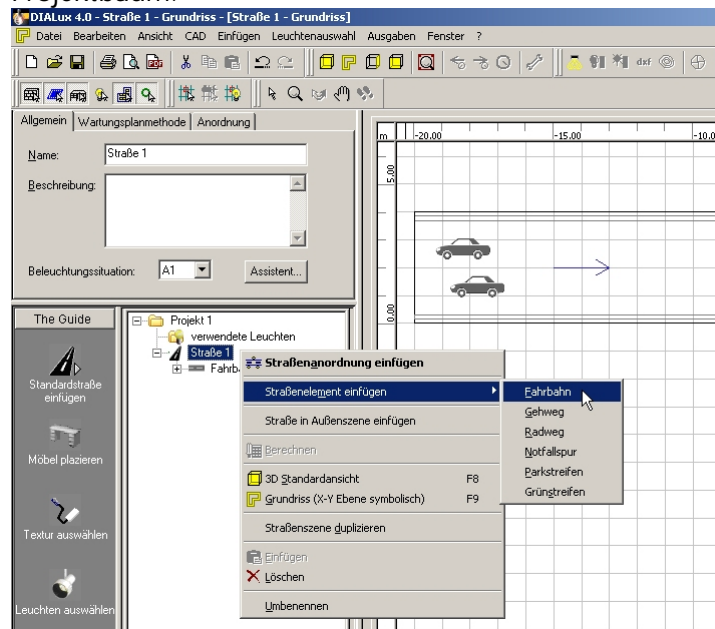 Projektbaum.
DIALux 4.0 - Straße 1 - Grundriss - [Straße 1 - Grundriss]
Datei Bearbeiten Ansicht CAD Einfügen Leuchtenauswahl Ausgaben Fenster ?
dxf
Allgemein Wartungsplanmethode Anordnung
Name: Straße 1
Beschreibung:
Beleuchtungssituation: A1 Assistent...
m -20.00 -15.00 -10.0
5.00
0.00
The Guide
Standardstraße
einfügen
Möbel plazieren
Textur auswählen
Leuchten auswählen
Projekt 1
verwendete Leuchten
Straße 1
Fahrb
Straßenanordnung einfügen
Straßenelement einfügen
Straße in Außenszene einfügen
Berechnen
3D Standardansicht F8
Grundriss (X-Y Ebene symbolisch) F9
Straßenszene duplizieren
Einfügen
Löschen
Umbenennen
Fahrbahn
Gehweg
Radweg
Notfallspur
Parkstreifen
Grünstreifen